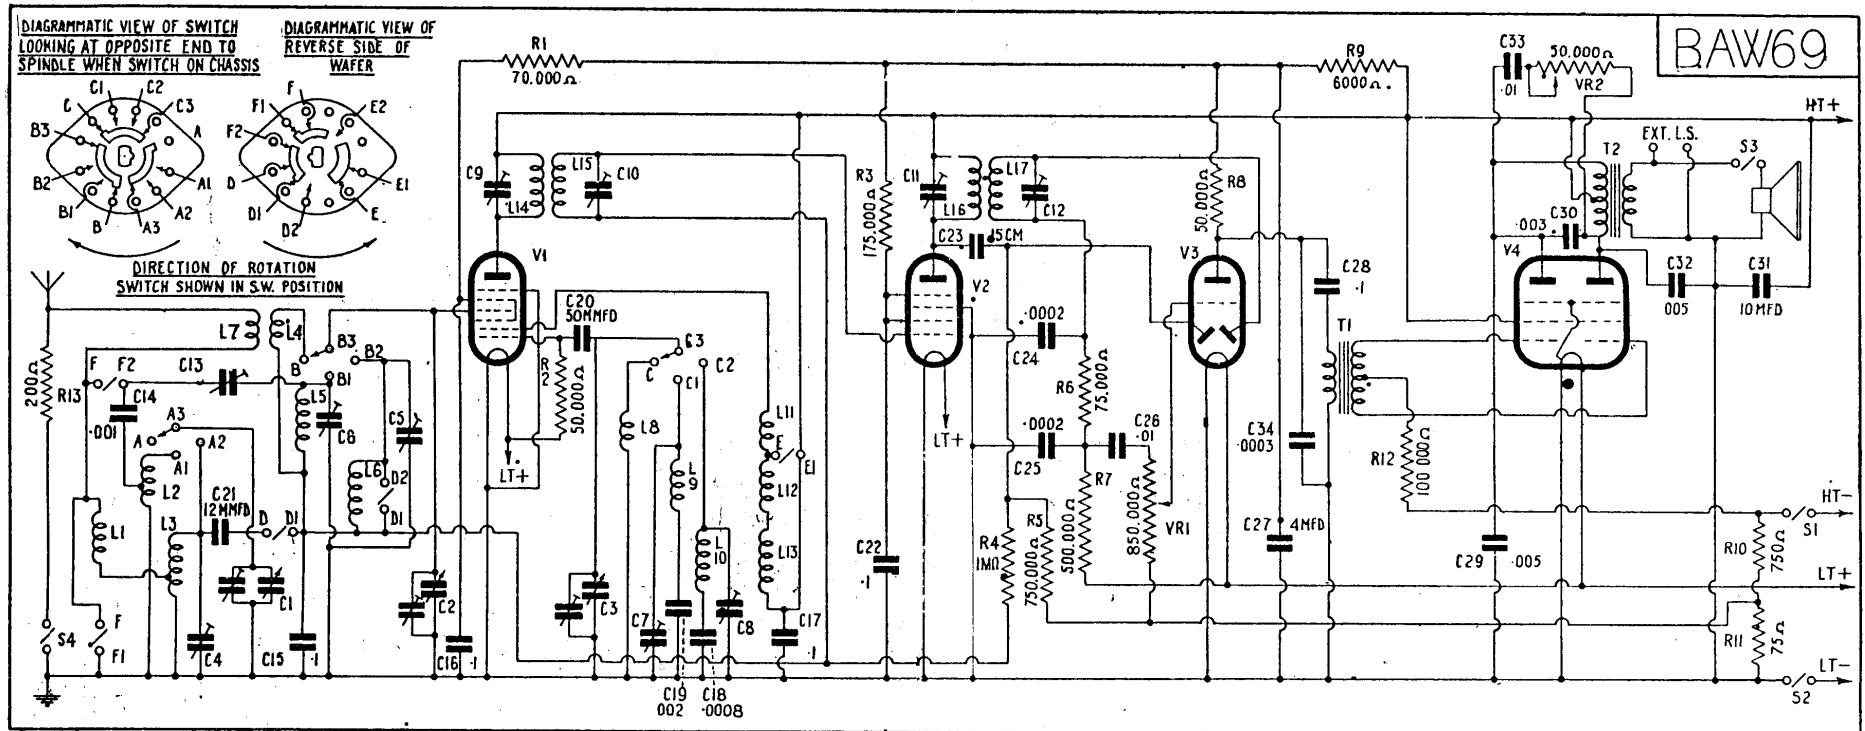 DIAGRAMMATIC VIEW OF SWITCH
LOOKING AT OPPOSITE END TO
SPINDLE WHEN SWITCH ON CHASSIS
DIAGRAMMATIC VIEW OF
REVERSE SIDE OF
WAFER
BAW69
C1 C2
C C3
B3 A
B2 A1
B1 A2
B A3
F
F1 E2
F2
D E1
D1 E
D2
DIRECTION OF ROTATION
SWITCH SHOWN IN S.W. POSITION
R1
70.000Ω
R9
6000Ω.
C33
.01
50.000Ω
VR2
HT+
EXT. L.S.
S3
T2
C9
L14
L15
C10
R3
175.000Ω
C11
L16
L17
C12
R8
50.000Ω
C23
15CM
V1
V2
V3
V4
.003
C30
C32
005
C31
10MFD
C28
.1
T1
L7
L4
B3
B
B2
B1
C20
50MMFD
R2
50.000Ω
C3
C
C2
C1
.0002
C24
R6
75.000Ω
200Ω
R13
F
F2
C13
C14
.001
L5
C6
C5
A3
A
A2
A1
L2
L3
C21
12MMFD
D
D1
L6
D2
D1
LT+
L8
L9
L10
L11
E
E1
L12
L13
LT+
.0002
C25
C26
.01
R7
500.000Ω
850.000Ω
VR1
C34
.0003
R12
100 000Ω
HT-
S1
L1
C1
C2
C3
C7
C8
C17
.1
C22
.1
R4
1MΩ
R5
750.000Ω
C27
4MFD
C29
.005
R10
750Ω
LT+
S4
F
F1
C4
C15
.1
C16
.1
C19
002
C18
.0008
R11
75Ω
LT-
S2